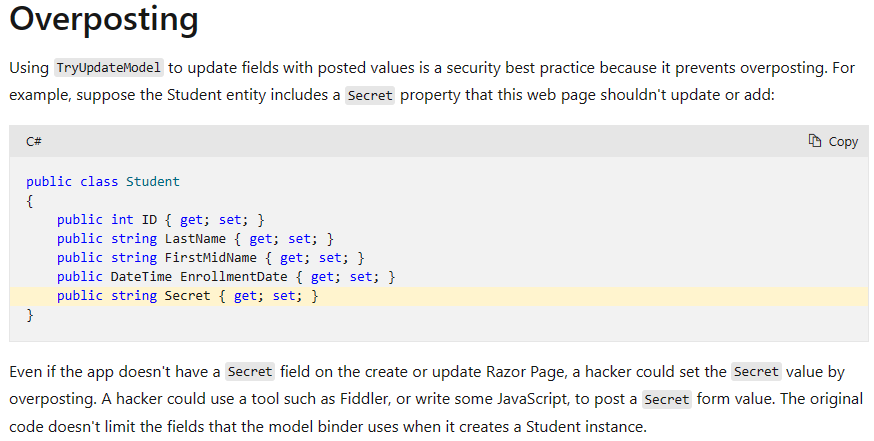 Overposting
Using TryUpdateModel to update fields with posted values is a security best practice because it prevents overposting. For
example, suppose the Student entity includes a Secret property that this web page shouldn't update or add:
C#
Copy
public class Student
{
    public int ID { get; set; }
    public string LastName { get; set; }
    public string FirstMidName { get; set; }
    public DateTime EnrollmentDate { get; set; }
    public string Secret { get; set; }
}
Even if the app doesn't have a Secret field on the create or update Razor Page, a hacker could set the Secret value by
overposting. A hacker could use a tool such as Fiddler, or write some JavaScript, to post a Secret form value. The original
code doesn't limit the fields that the model binder uses when it creates a Student instance.